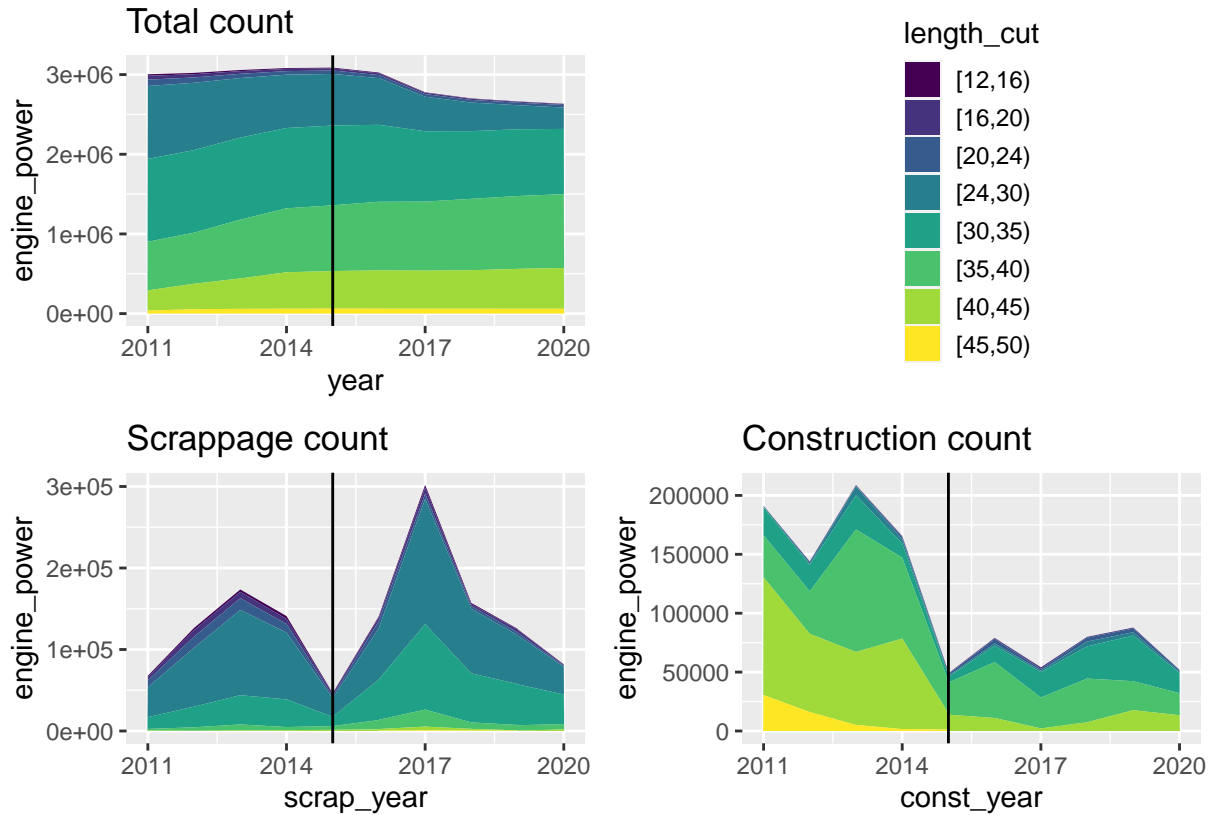 Total count
engine_power
3e+06
2e+06
1e+06
0e+00
2011 2014 2017 2020
year
length_cut
[12,16)
[16,20)
[20,24)
[24,30)
[30,35)
[35,40)
[40,45)
[45,50)
Scrappage count
engine_power
3e+05
2e+05
1e+05
0e+00
2011 2014 2017 2020
scrap_year
Construction count
engine_power
200000
150000
100000
50000
0
2011 2014 2017 2020
const_year